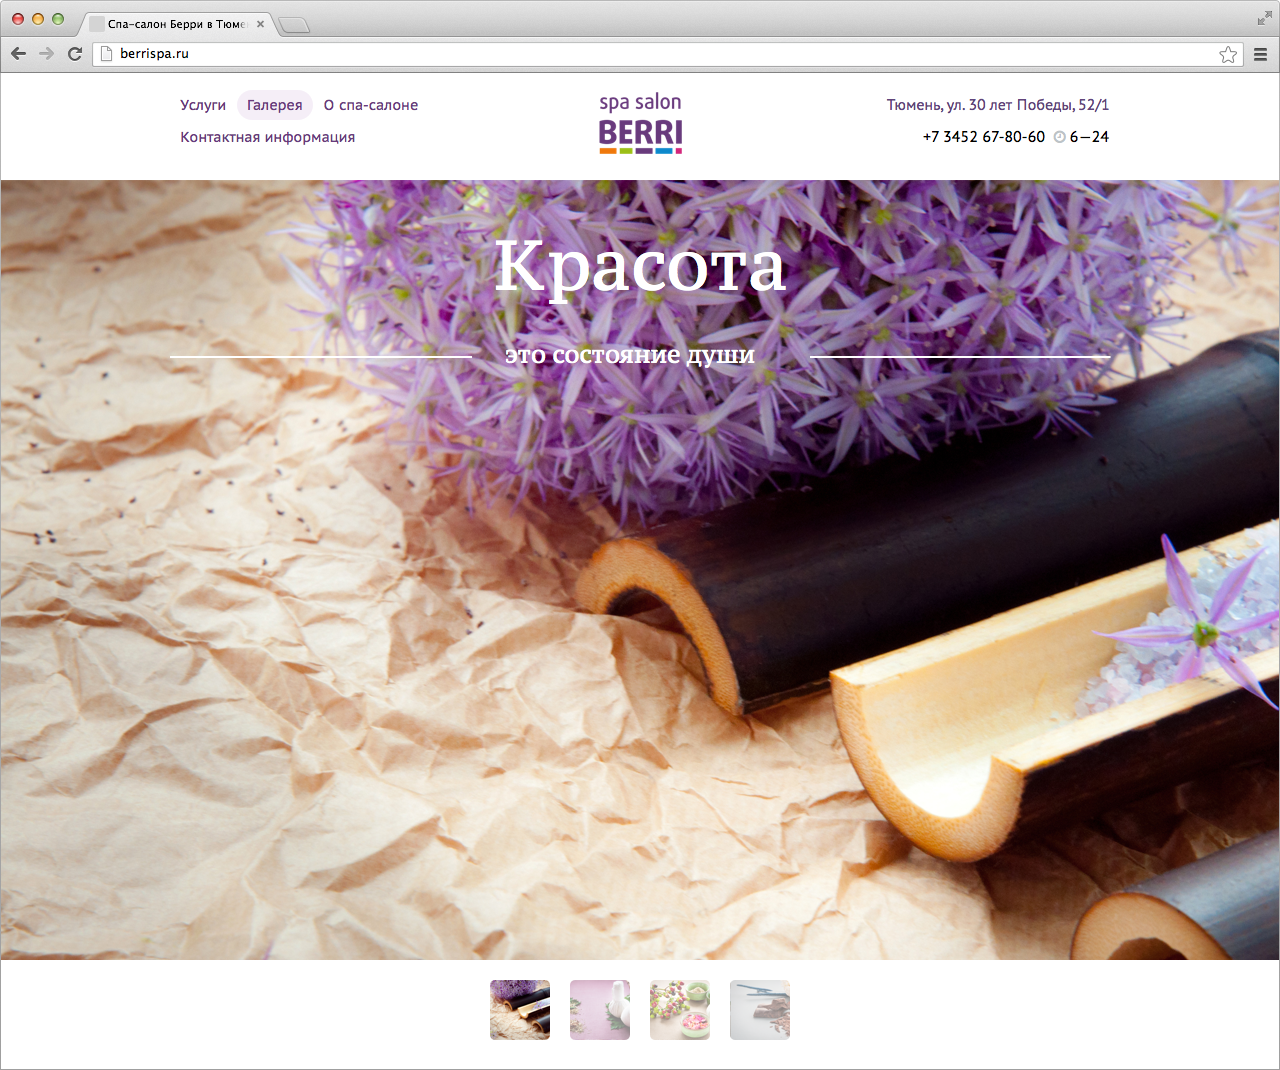 Спа-салон Берри в Тюме
berrispa.ru
Услуги Галерея О спа-салоне
Контактная информация
spa salon
BERRI
Тюмень, ул. 30 лет Победы, 52/1
+7 3452 67-80-60 6—24
Красота
это состояние души